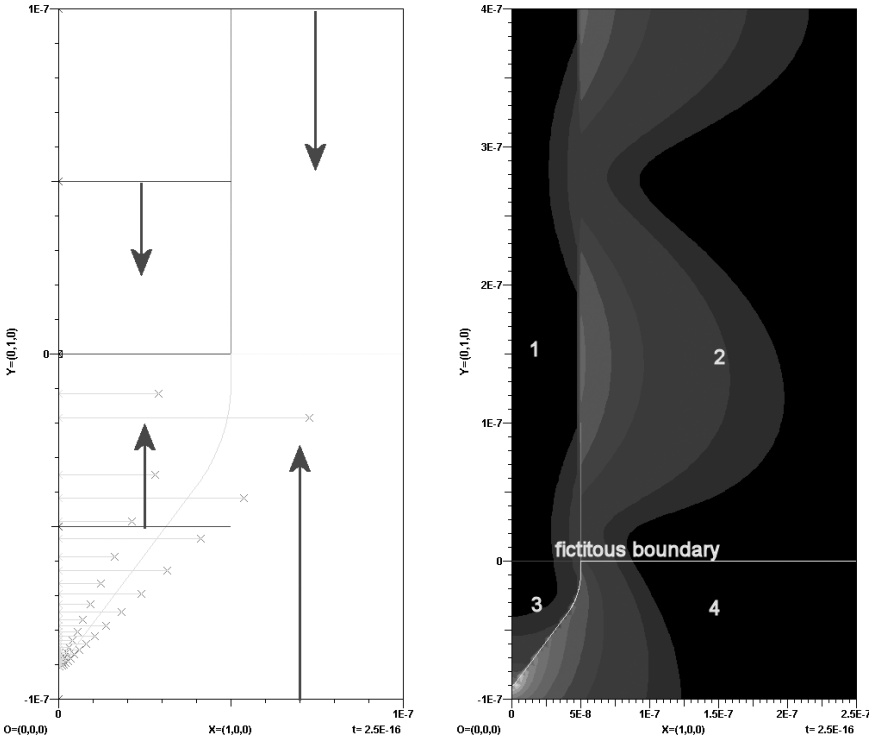 1E-7
Y=(0,1,0)
0
-1E-7
0
1E-7
O=(0,0,0)
X=(1,0,0)
t= 2.5E-16
4E-7
3E-7
2E-7
Y=(0,1,0)
1E-7
0
-1E-7
1
2
fictitous boundary
3
4
0
5E-8
1E-7
1.5E-7
2E-7
2.5E-7
O=(0,0,0)
X=(1,0,0)
t= 2.5E-16